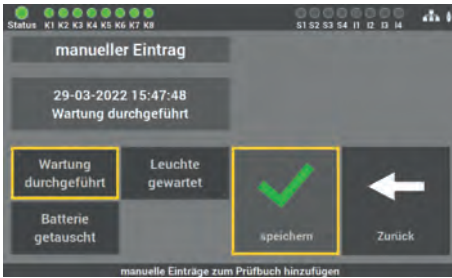 Status K1 K2 K3 K4 K5 K6 K7 K8 S1 S2 S3 S4 I1 I2 I3 I4
manueller Eintrag
29-03-2022 15:47:48
Wartung durchgeführt
Wartung
durchgeführt
Leuchte
gewartet
Batterie
getauscht
speichern
Zurück
manuelle Einträge zum Prüfbuch hinzufügen